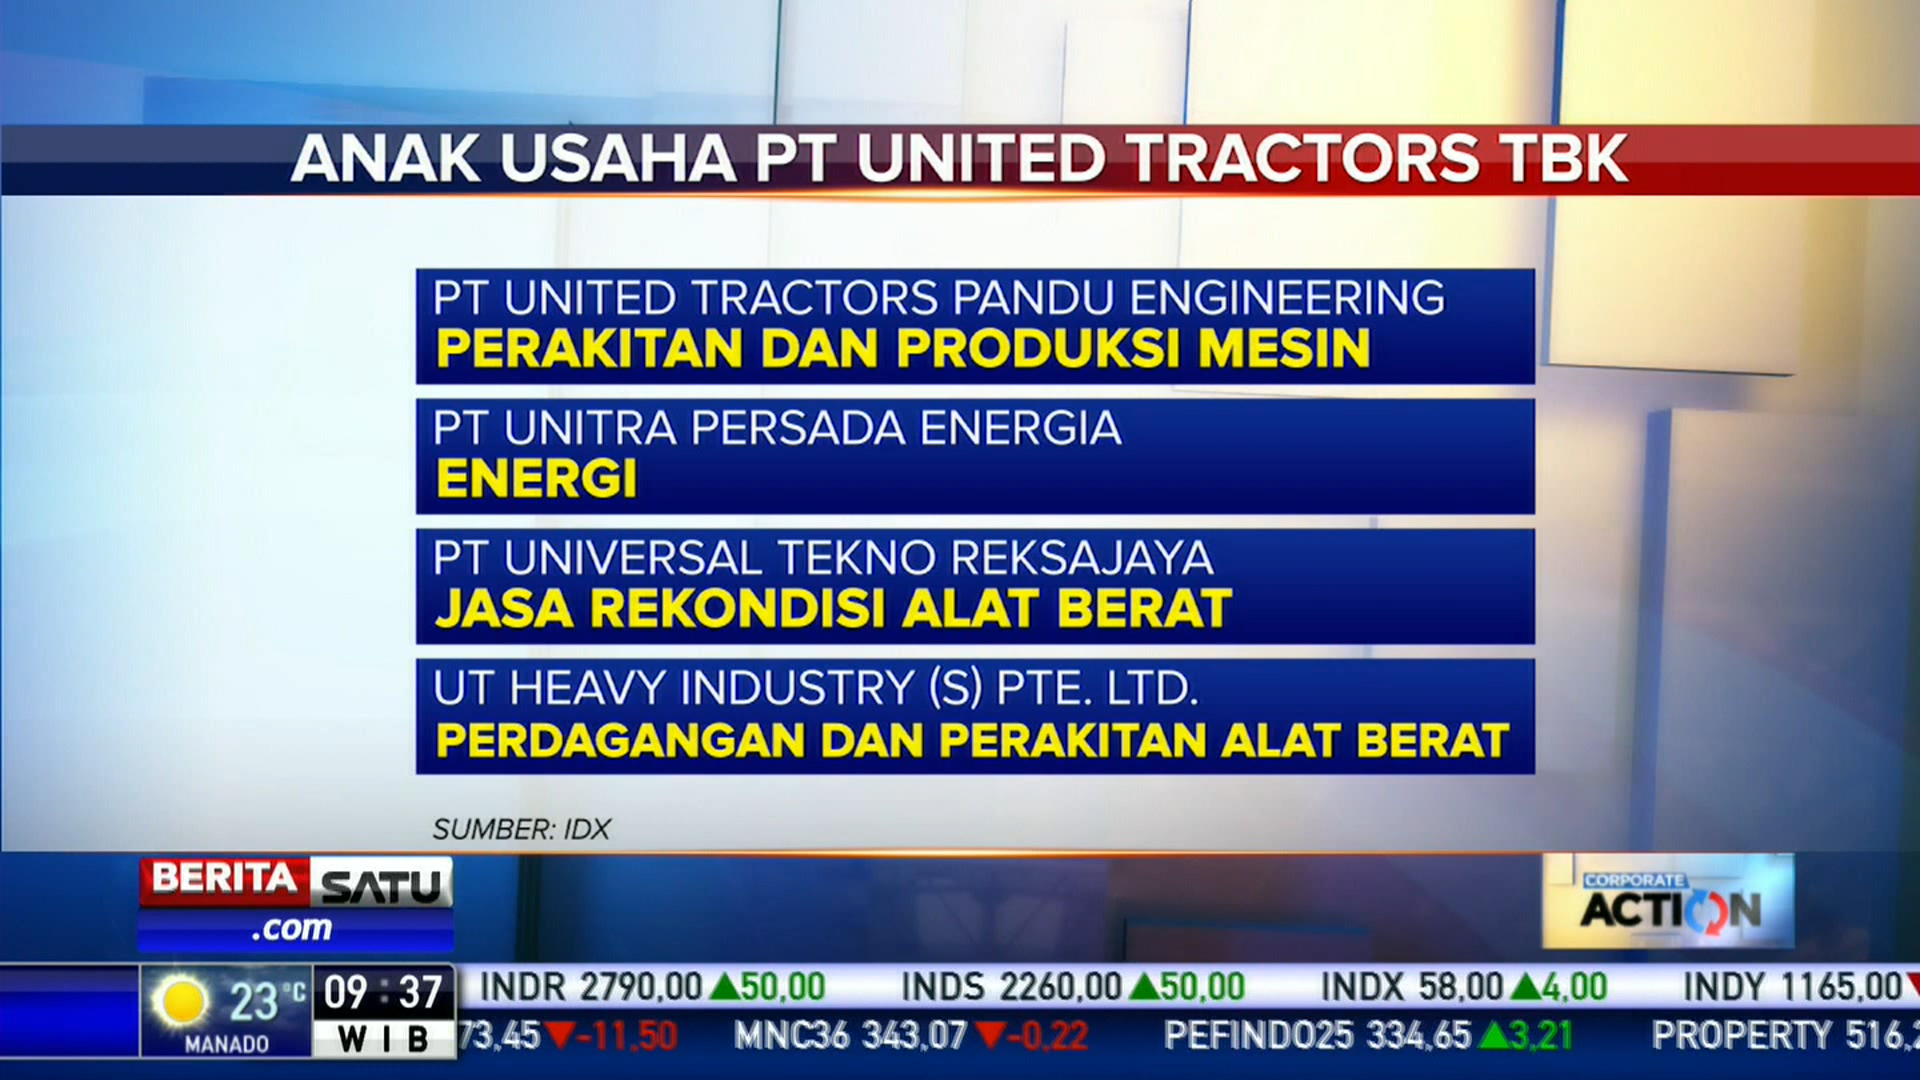 ANAK USAHA PT UNITED TRACTORS TBK
PT UNITED TRACTORS PANDU ENGINEERING
PERAKITAN DAN PRODUKSI MESIN
PT UNITRA PERSADA ENERGIA
ENERGI
PT UNIVERSAL TEKNO REKSAJAYA
JASA REKONDISI ALAT BERAT
UT HEAVY INDUSTRY (S) PTE. LTD.
PERDAGANGAN DAN PERAKITAN ALAT BERAT
SUMBER: IDX
BERITA SATU
.com
CORPORATE
ACTION
23°C
MANADO
09:37
WIB
INDR 2790,00 ▲50,00 INDS 2260,00 ▲50,00 INDX 58,00 ▲4,00 INDY 1165,00 ▼
73,45 ▼-11,50 MNC36 343,07 ▼-0,22 PEFINDO25 334,65 ▲3,21 PROPERTY 516,2